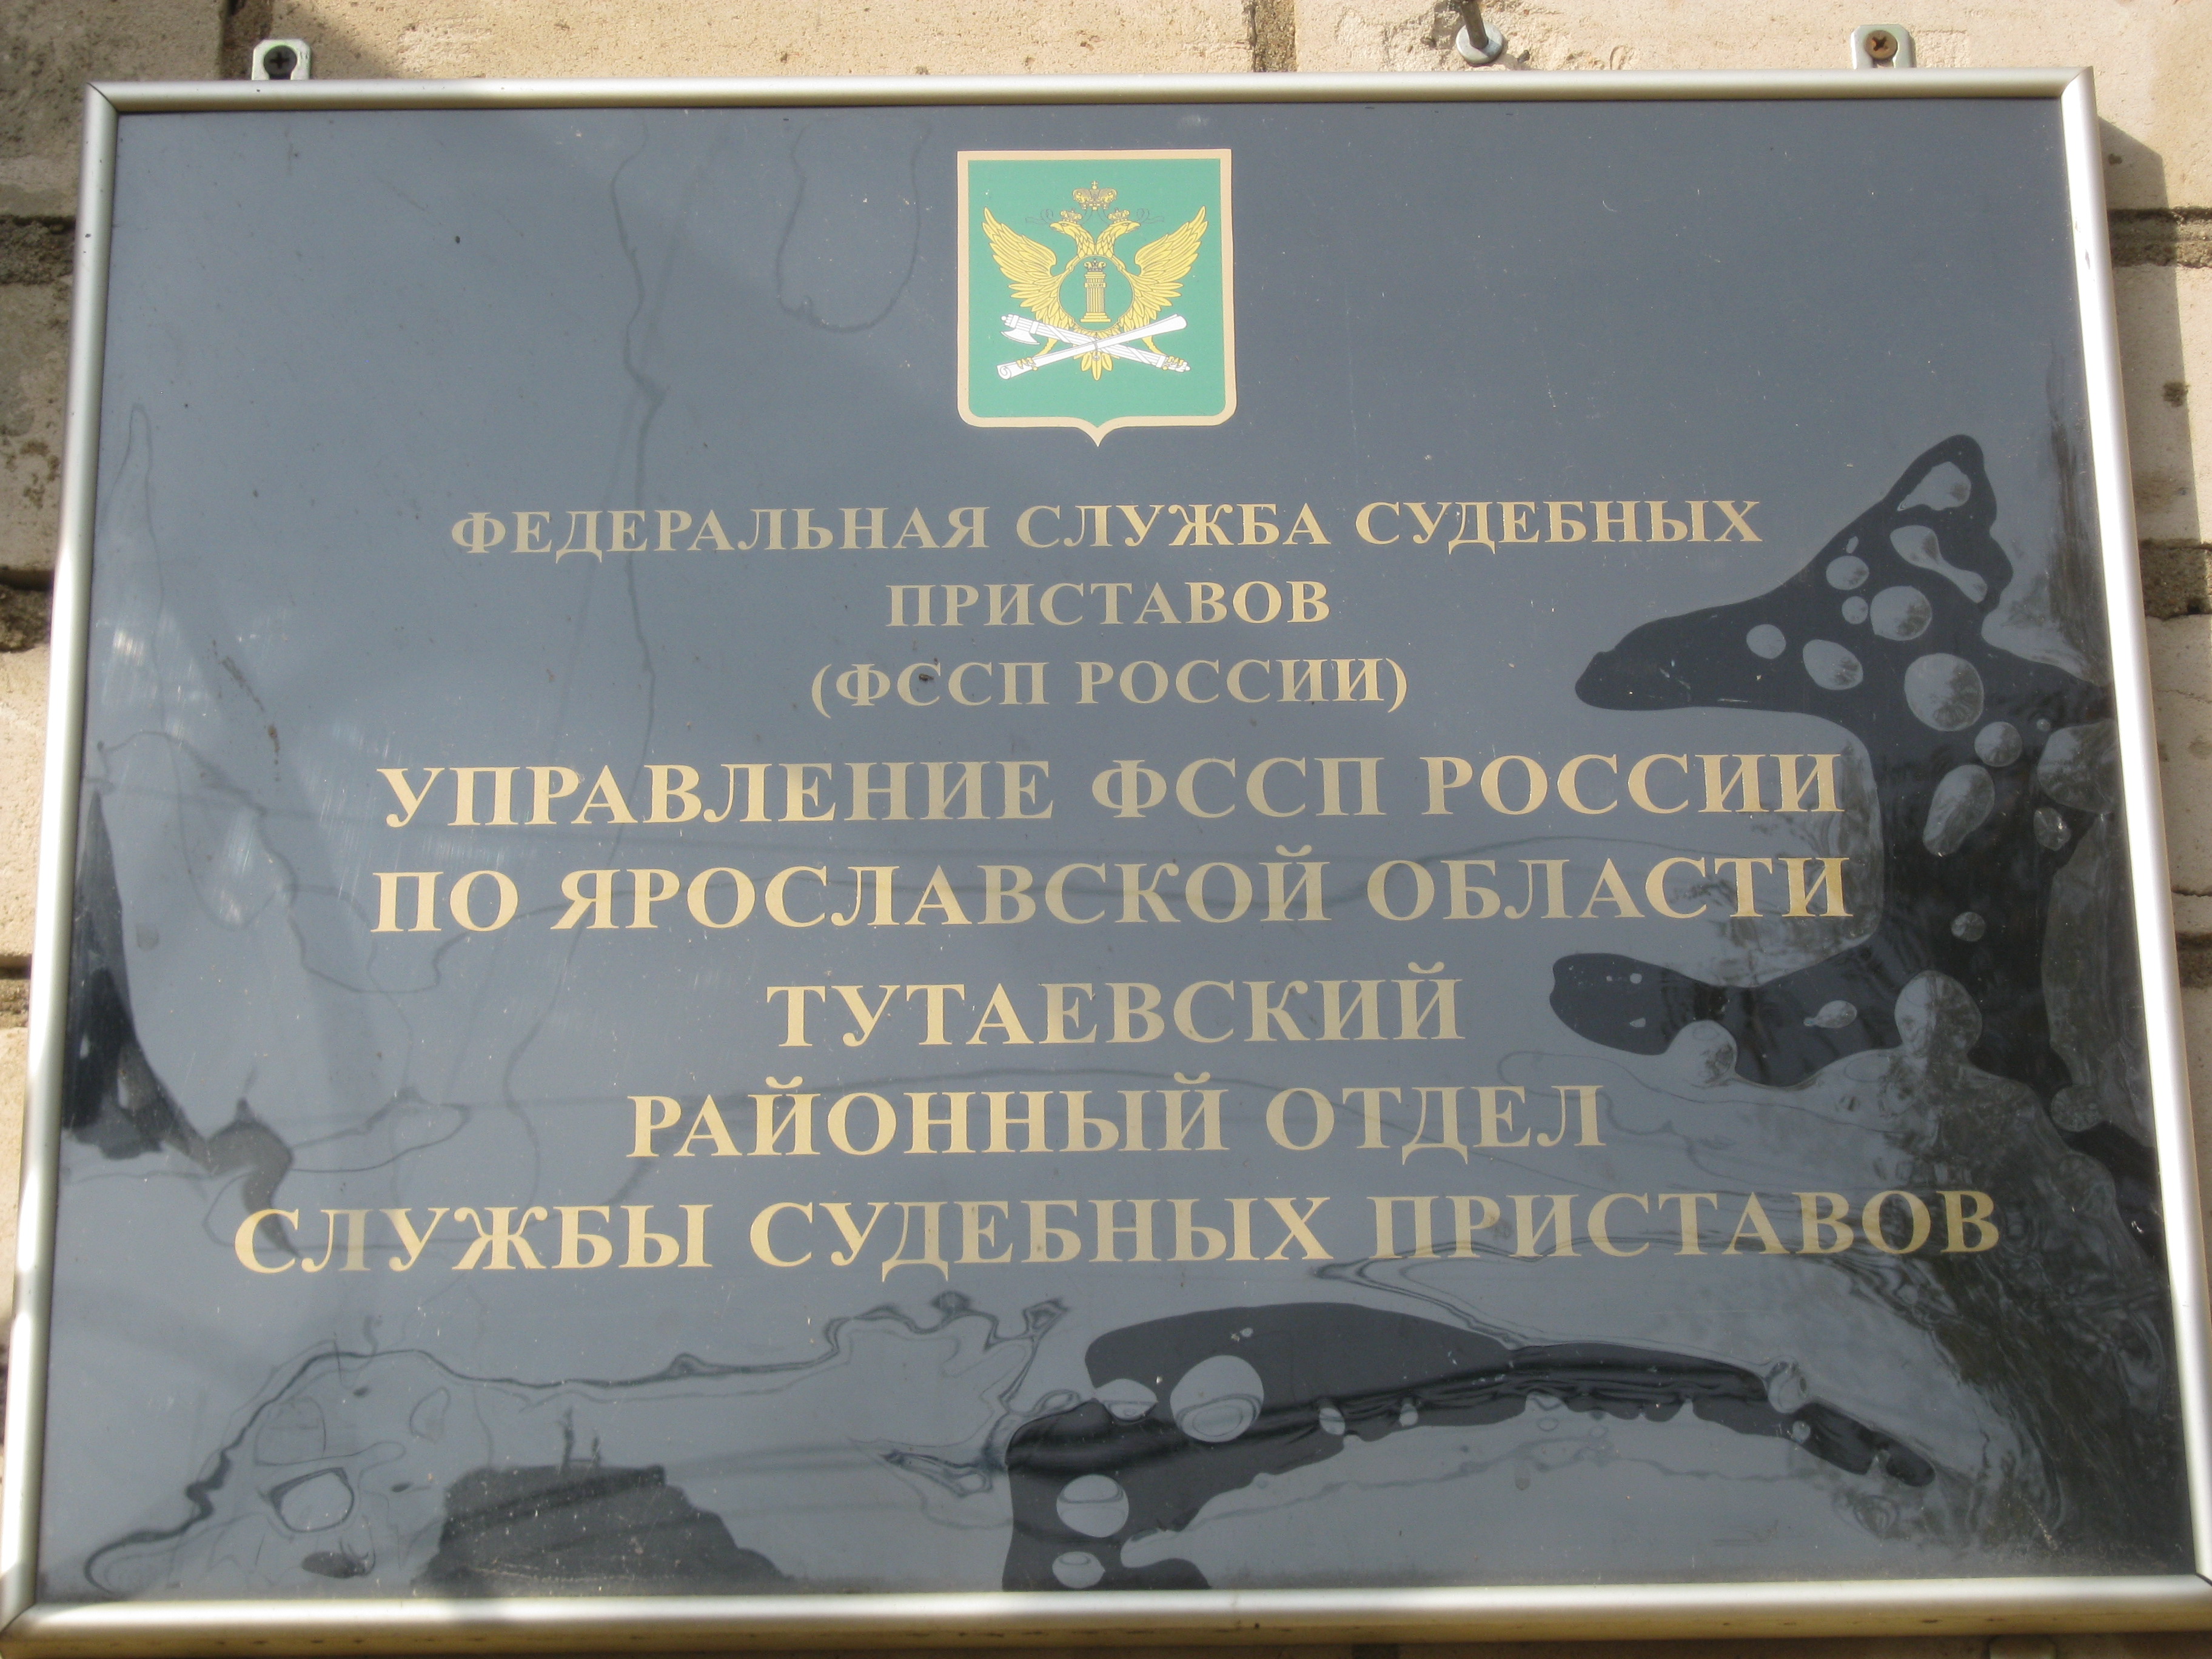 ФЕДЕРАЛЬНАЯ СЛУЖБА СУДЕБНЫХ
ПРИСТАВОВ
(ФССП РОССИИ)
УПРАВЛЕНИЕ ФССП РОССИИ
ПО ЯРОСЛАВСКОЙ ОБЛАСТИ
ТУТАЕВСКИЙ
РАЙОННЫЙ ОТДЕЛ
СЛУЖБЫ СУДЕБНЫХ ПРИСТАВОВ